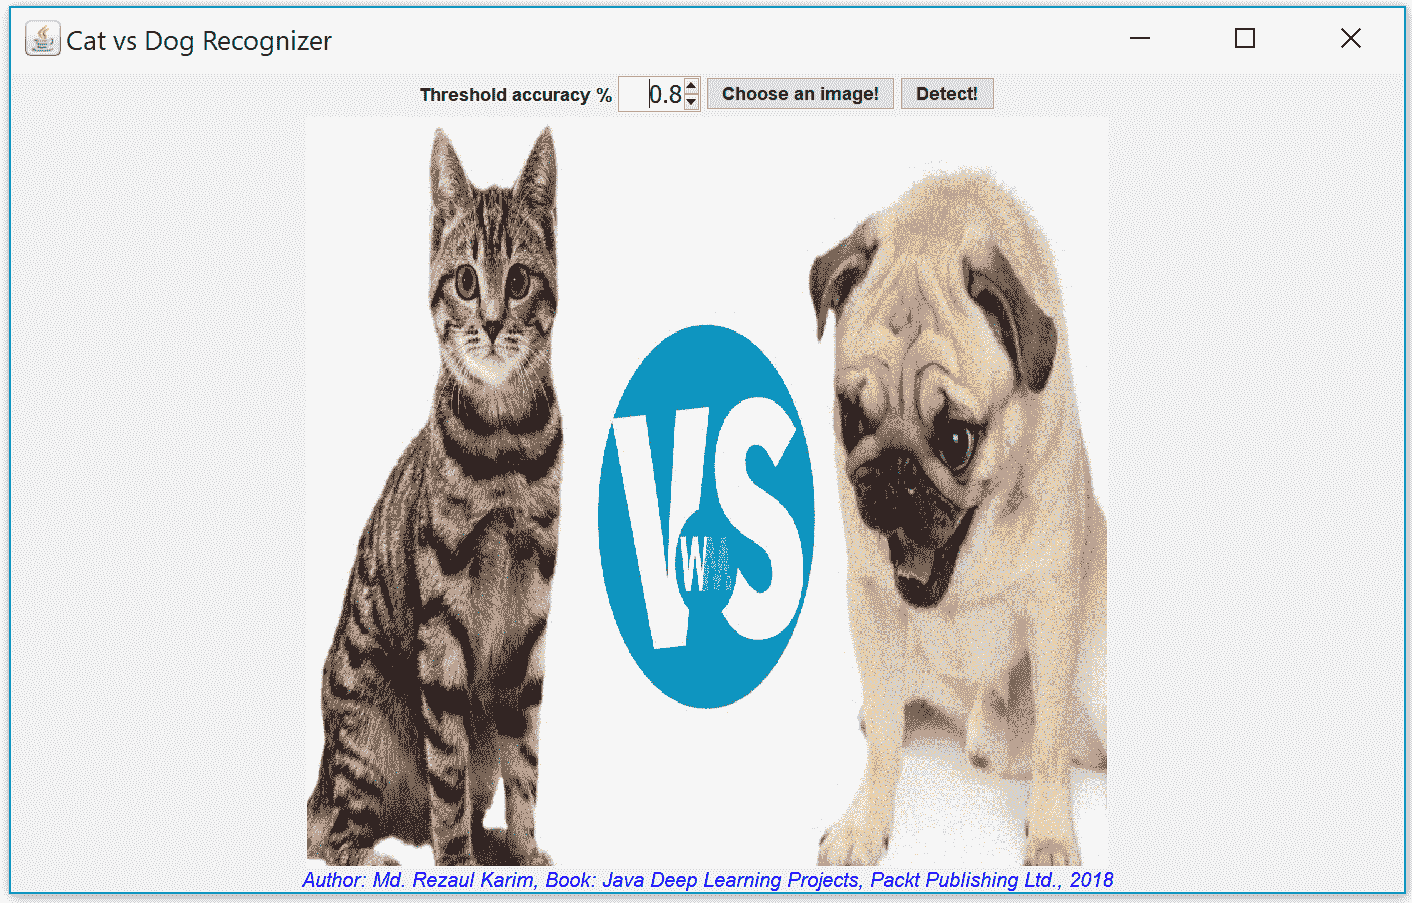 Cat vs Dog Recognizer
Threshold accuracy % 0.8 Choose an image! Detect!
VS
W
Author: Md. Rezaul Karim, Book: Java Deep Learning Projects, Packt Publishing Ltd., 2018